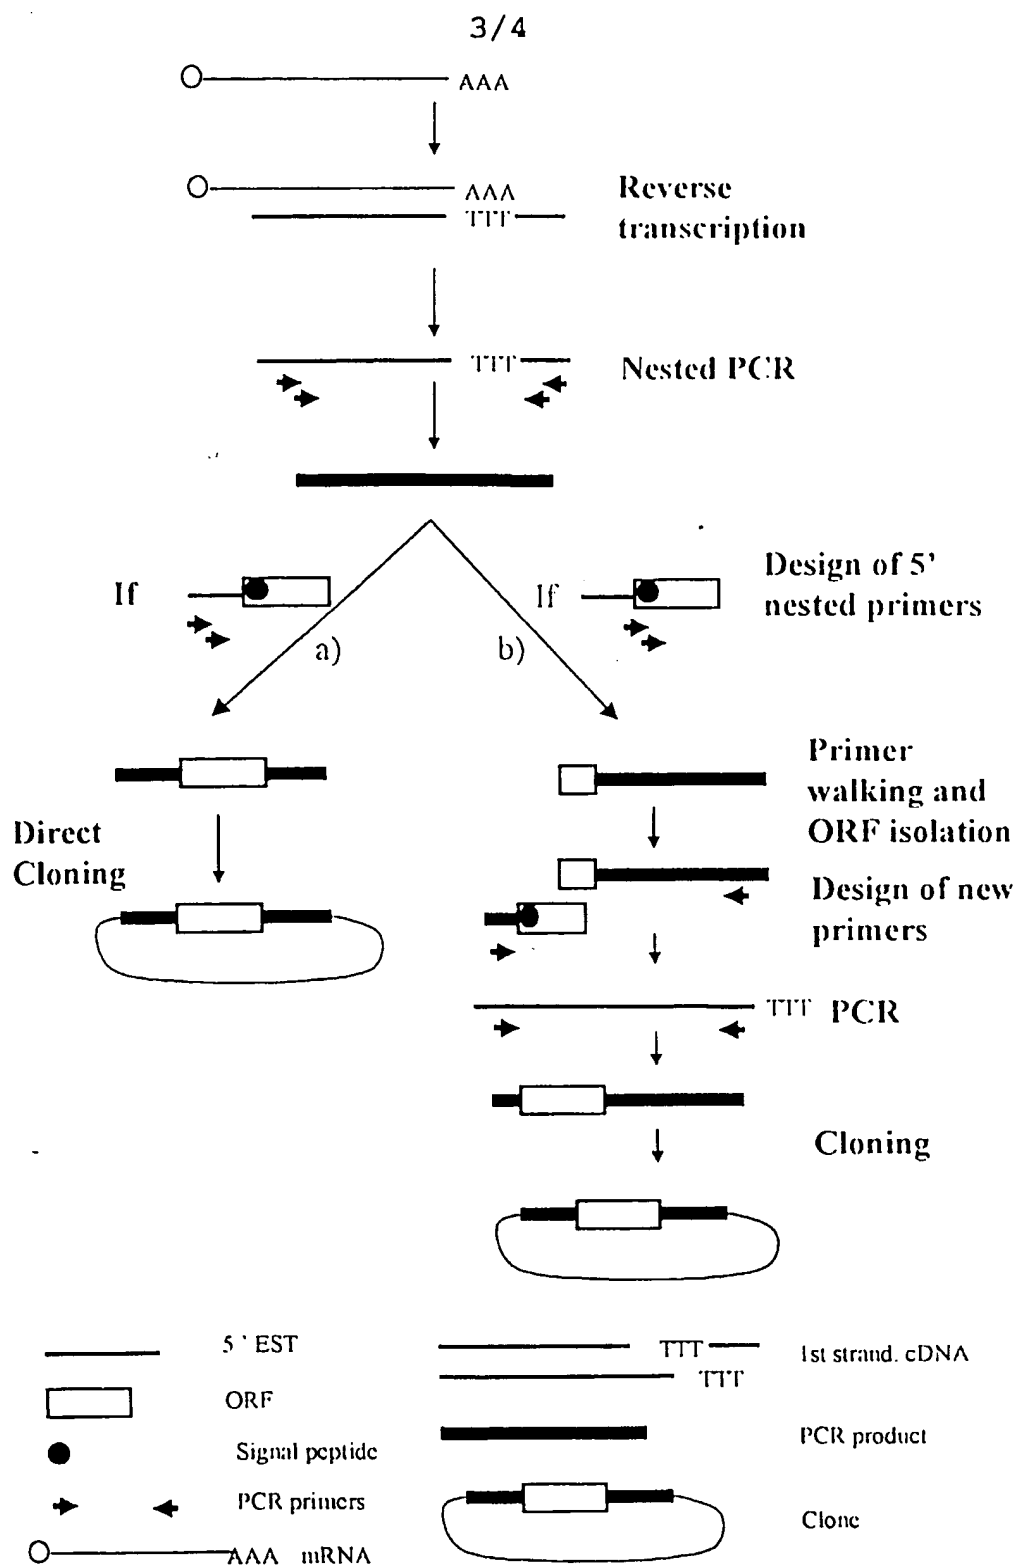 3/4
AAA
AAA
TTT
Reverse
transcription
TTT
Nested PCR
If
a)
If
b)
Design of 5'
nested primers
Direct
Cloning
Primer
walking and
ORF isolation
Design of new
primers
TTT
PCR
Cloning
5' EST
ORF
Signal peptide
PCR primers
AAA mRNA
TTT
TTT
1st strand. cDNA
PCR product
Clone